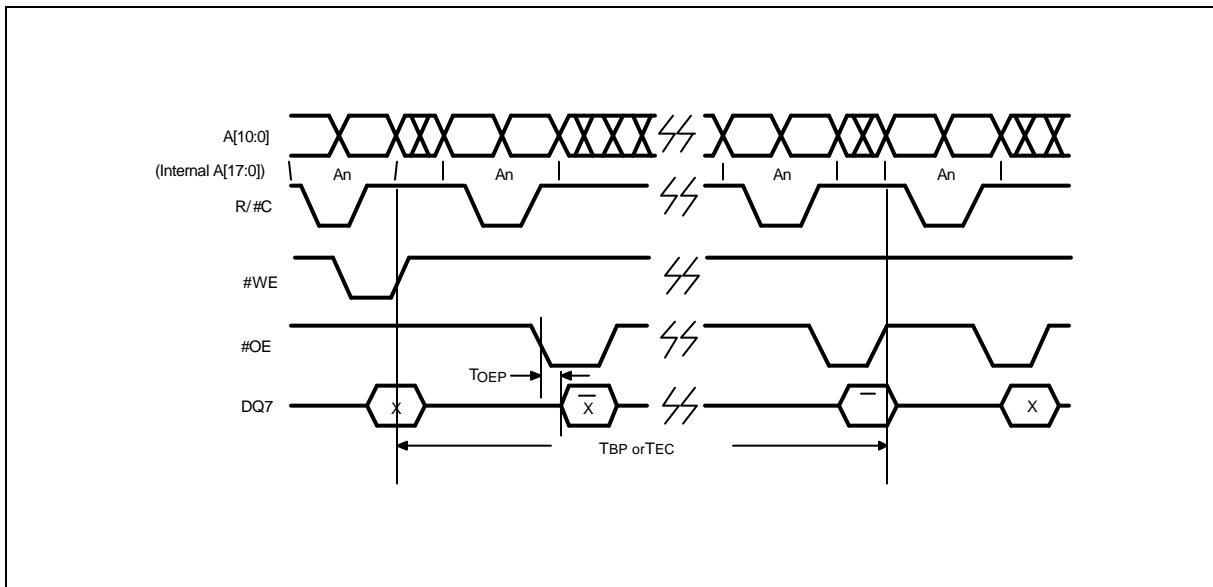 A[10:0]
(Internal A[17:0])
An An An An
R/#C
#WE
#OE
TOEP
DQ7
X X̅ X
TBP orTEC